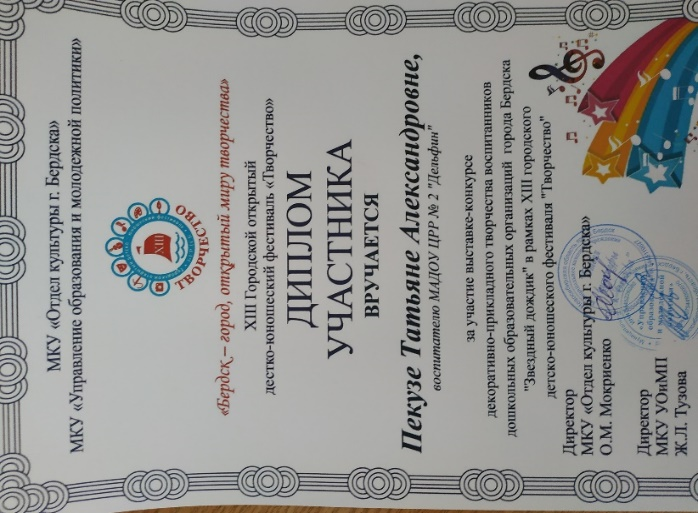 МКУ «Отдел культуры г. Бердска»
МКУ «Управление образования и молодежной политики»
XIII
ТВОРЧЕСТВО
«Бердск – город, открытый миру творчества»
XIII Городской открытый
дестко-юношеский фестиваль «Творчество»
ДИПЛОМ
УЧАСТНИКА
ВРУЧАЕТСЯ
Пекузе Татьяне Александровне,
воспитателю МАДОУ ЦРР № 2 "Дельфин"
за участие выставке-конкурсе
декоративно-прикладного творчества воспитанников
дошкольных образовательных организаций города Бердска
"Звездный дождик" в рамках XIII городского
детско-юношеского фестиваля "Творчество"
Директор
МКУ «Отдел культуры г. Бердска»
О.М. Мокриенко
Директор
МКУ УОиМП
Ж.Л. Тузова